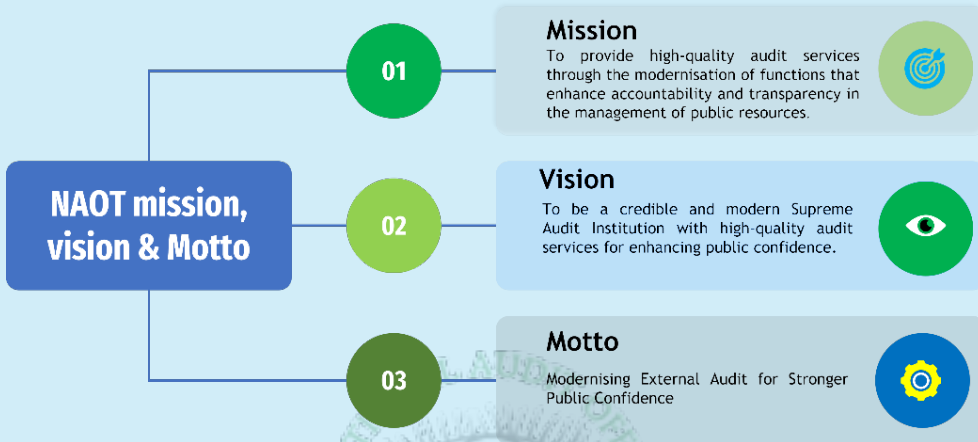 NAOT mission,
vision & Motto
01
Mission
To provide high-quality audit services
through the modernisation of functions that
enhance accountability and transparency in
the management of public resources.
02
Vision
To be a credible and modern Supreme
Audit Institution with high-quality audit
services for enhancing public confidence.
03
Motto
Modernising External Audit for Stronger
Public Confidence